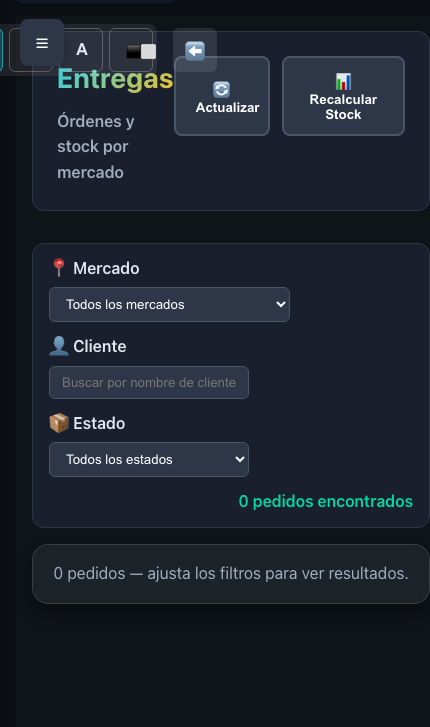 A
Entregas
Órdenes y
stock por
mercado
Actualizar
Recalcular
Stock
Mercado
Todos los mercados
Cliente
Buscar por nombre de cliente
Estado
Todos los estados
0 pedidos encontrados
0 pedidos — ajusta los filtros para ver resultados.